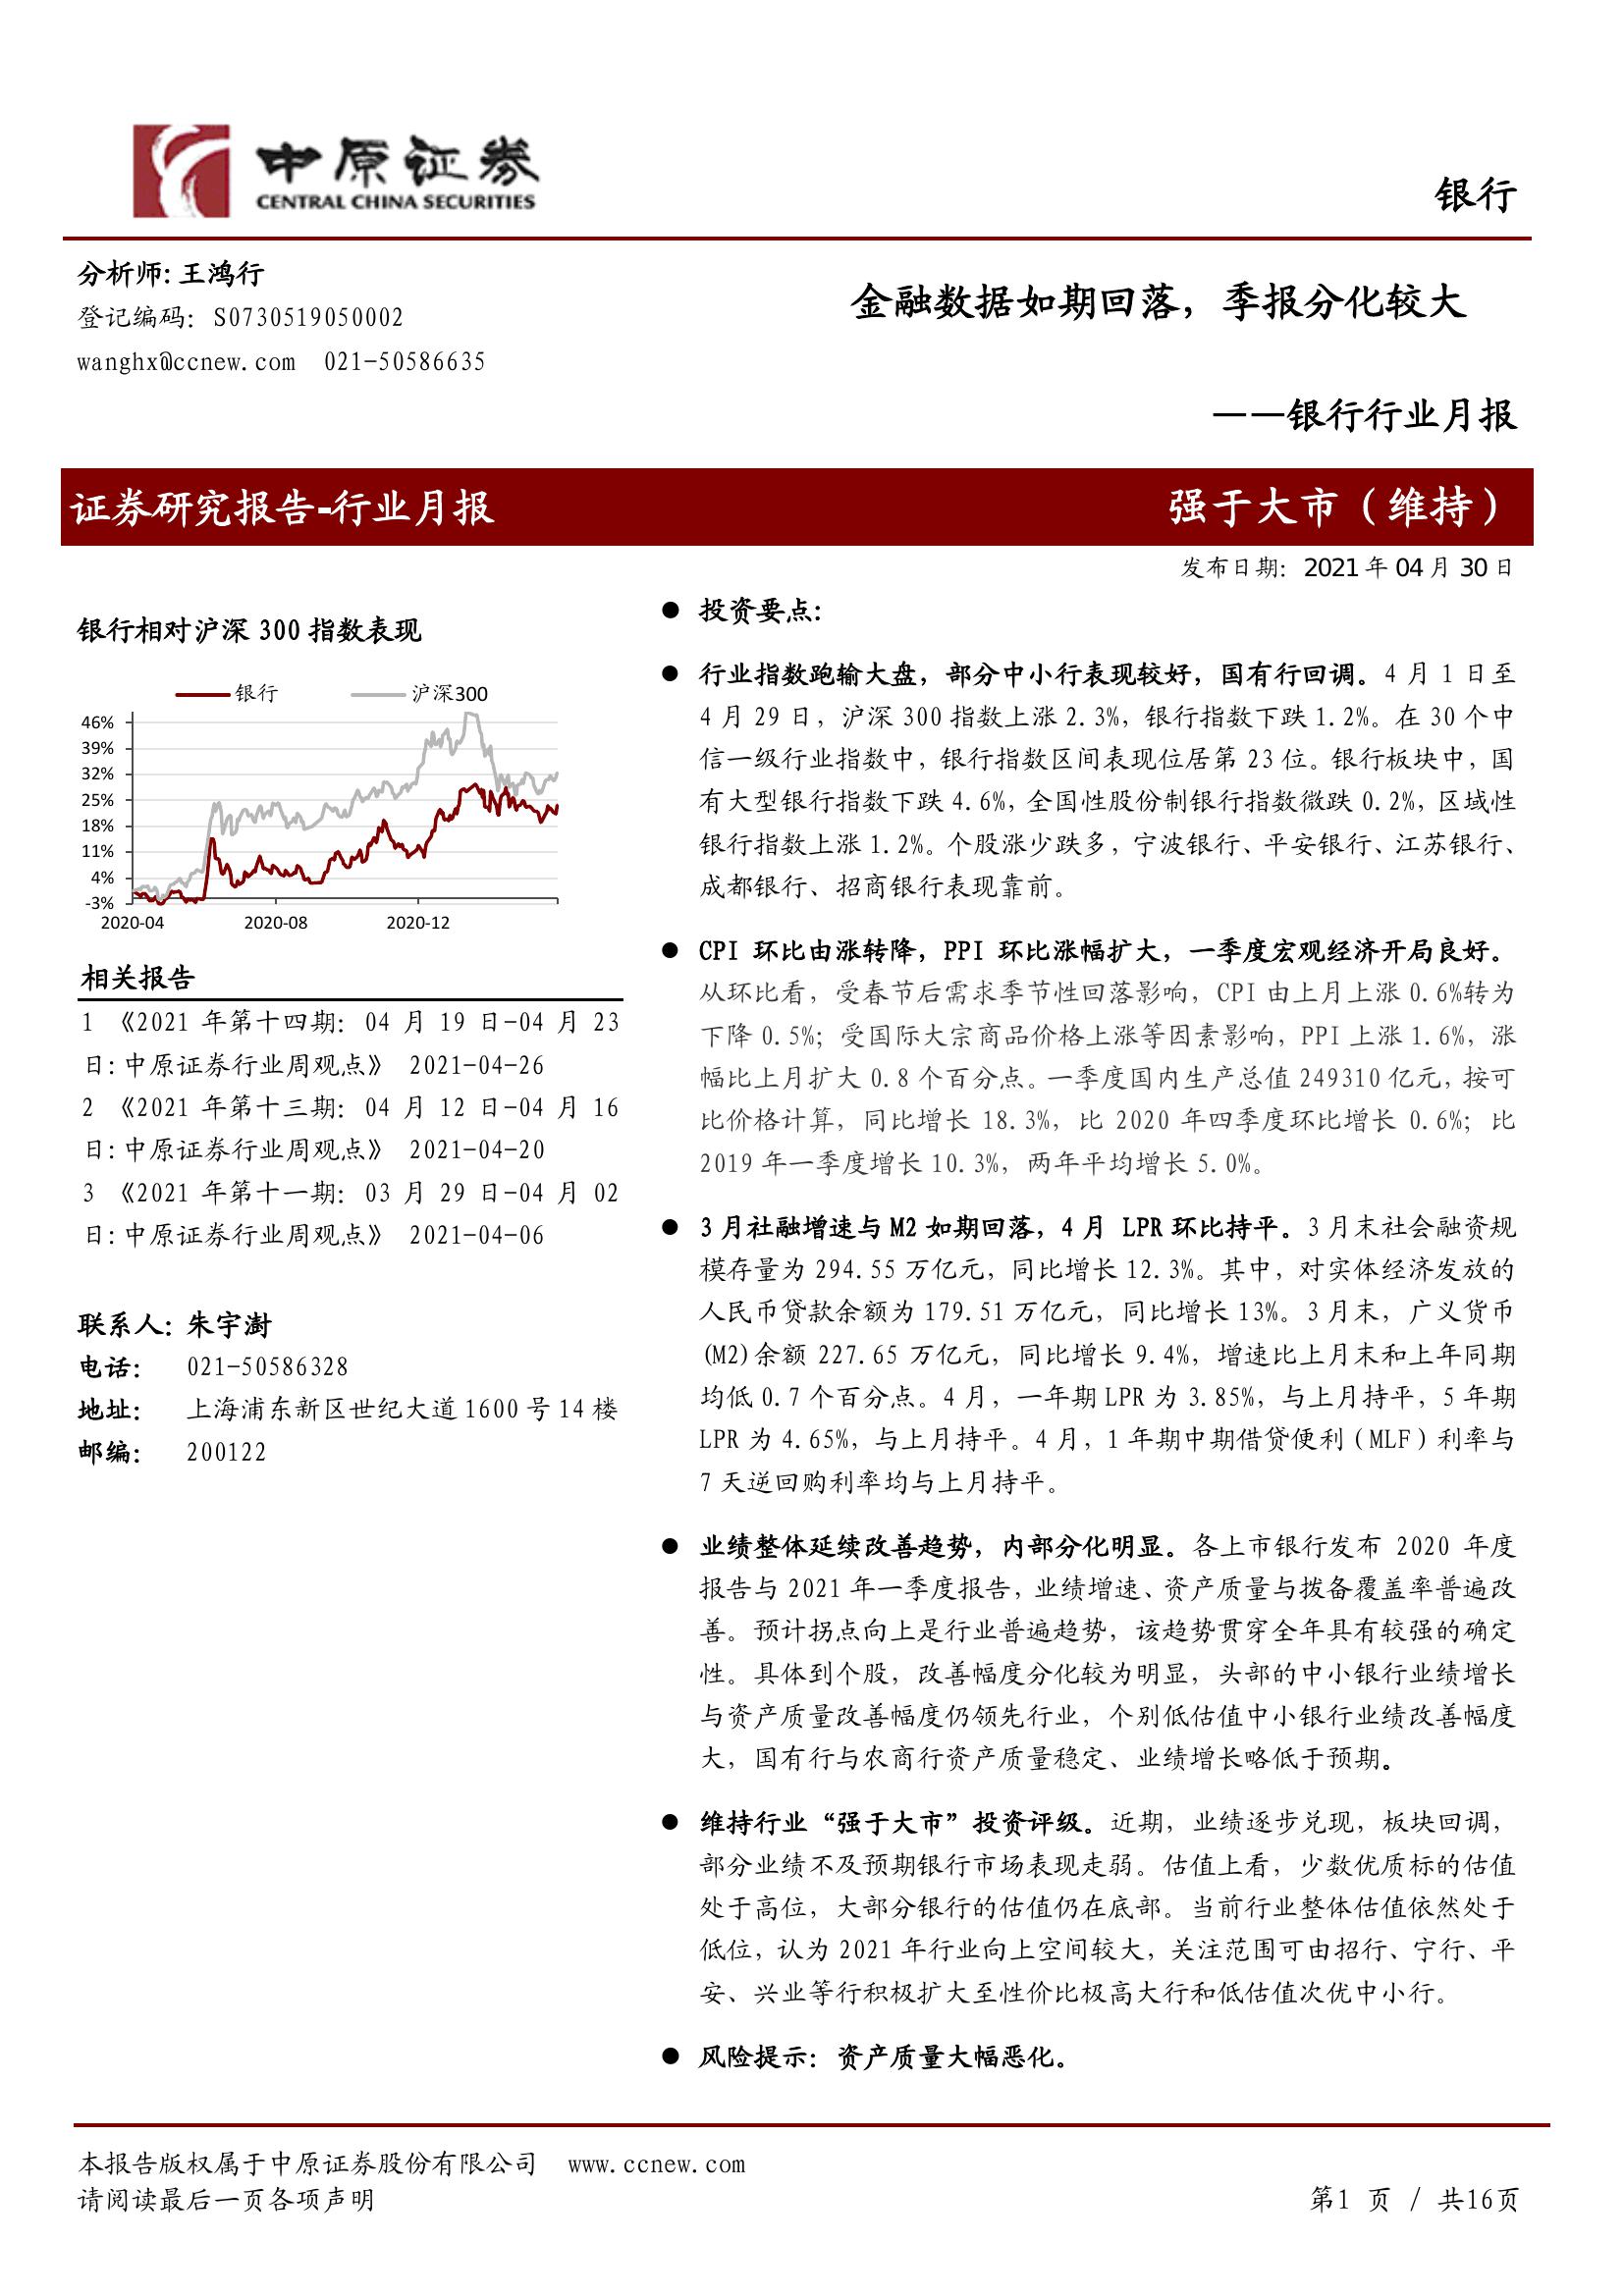 中原证券
CENTRAL CHINA SECURITIES
银行
分析师:王鸿行
登记编码：S0730519050002
wanghx@ccnew.com 021-50586635
金融数据如期回落，季报分化较大
——银行行业月报
证券研究报告-行业月报
强于大市（维持）
发布日期：2021年04月30日
银行相对沪深300指数表现
银行 沪深300
46%
39%
32%
25%
18%
11%
4%
-3%
2020-04 2020-08 2020-12
相关报告
1 《2021 年第十四期：04 月 19 日-04 月 23
日:中原证券行业周观点》 2021-04-26
2 《2021 年第十三期：04 月 12 日-04 月 16
日:中原证券行业周观点》 2021-04-20
3 《2021 年第十一期：03 月 29 日-04 月 02
日:中原证券行业周观点》 2021-04-06
联系人：朱宇澍
电话： 021-50586328
地址： 上海浦东新区世纪大道1600号14楼
邮编： 200122
● 投资要点:
● 行业指数跑输大盘，部分中小行表现较好，国有行回调。4 月 1 日至
4 月 29 日，沪深 300 指数上涨 2.3%，银行指数下跌 1.2%。在 30 个中
信一级行业指数中，银行指数区间表现位居第 23 位。银行板块中，国
有大型银行指数下跌 4.6%，全国性股份制银行指数微跌 0.2%，区域性
银行指数上涨 1.2%。个股涨少跌多，宁波银行、平安银行、江苏银行、
成都银行、招商银行表现靠前。
● CPI 环比由涨转降，PPI 环比涨幅扩大，一季度宏观经济开局良好。
从环比看，受春节后需求季节性回落影响，CPI 由上月上涨 0.6%转为
下降 0.5%；受国际大宗商品价格上涨等因素影响，PPI 上涨 1.6%，涨
幅比上月扩大 0.8 个百分点。一季度国内生产总值 249310 亿元，按可
比价格计算，同比增长 18.3%，比 2020 年四季度环比增长 0.6%；比
2019 年一季度增长 10.3%，两年平均增长 5.0%。
● 3 月社融增速与 M2 如期回落，4 月 LPR 环比持平。3 月末社会融资规
模存量为 294.55 万亿元，同比增长 12.3%。其中，对实体经济发放的
人民币贷款余额为 179.51 万亿元，同比增长 13%。3 月末，广义货币
(M2)余额 227.65 万亿元，同比增长 9.4%，增速比上月末和上年同期
均低 0.7 个百分点。4 月，一年期 LPR 为 3.85%，与上月持平，5 年期
LPR 为 4.65%，与上月持平。4 月，1 年期中期借贷便利（MLF）利率与
7 天逆回购利率均与上月持平。
● 业绩整体延续改善趋势，内部分化明显。各上市银行发布 2020 年度
报告与 2021 年一季度报告，业绩增速、资产质量与拨备覆盖率普遍改
善。预计拐点向上是行业普遍趋势，该趋势贯穿全年具有较强的确定
性。具体到个股，改善幅度分化较为明显，头部的中小银行业绩增长
与资产质量改善幅度仍领先行业，个别低估值中小银行业绩改善幅度
大，国有行与农商行资产质量稳定、业绩增长略低于预期。
● 维持行业“强于大市”投资评级。近期，业绩逐步兑现，板块回调，
部分业绩不及预期银行市场表现走弱。估值上看，少数优质标的估值
处于高位，大部分银行的估值仍在底部。当前行业整体估值依然处于
低位，认为 2021 年行业向上空间较大，关注范围可由招行、宁行、平
安、兴业等行积极扩大至性价比极高大行和低估值次优中小行。
● 风险提示：资产质量大幅恶化。
本报告版权属于中原证券股份有限公司 www.ccnew.com
请阅读最后一页各项声明
第1 页 / 共16页